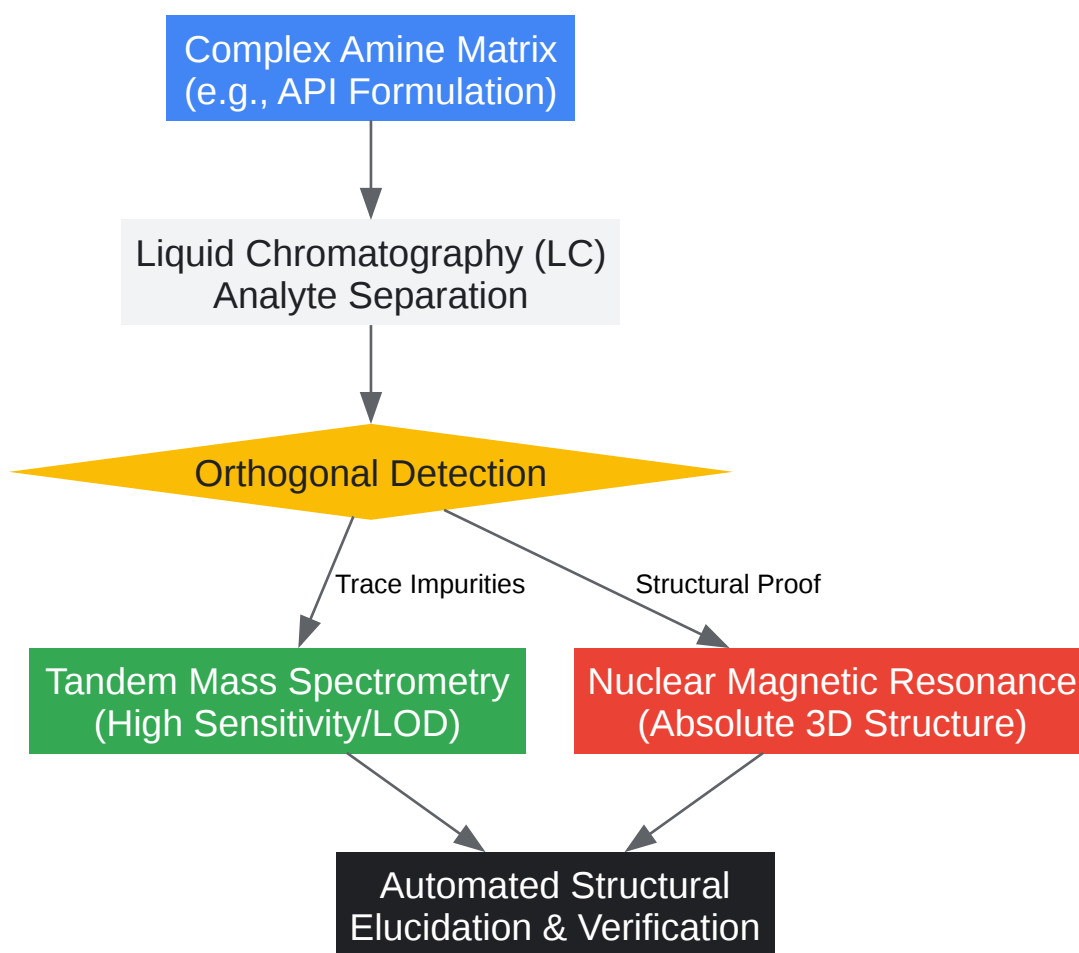 Complex Amine Matrix
(e.g., API Formulation)
Liquid Chromatography (LC)
Analyte Separation
Orthogonal Detection
Trace Impurities
Structural Proof
Tandem Mass Spectrometry
(High Sensitivity/LOD)
Nuclear Magnetic Resonance
(Absolute 3D Structure)
Automated Structural
Elucidation & Verification